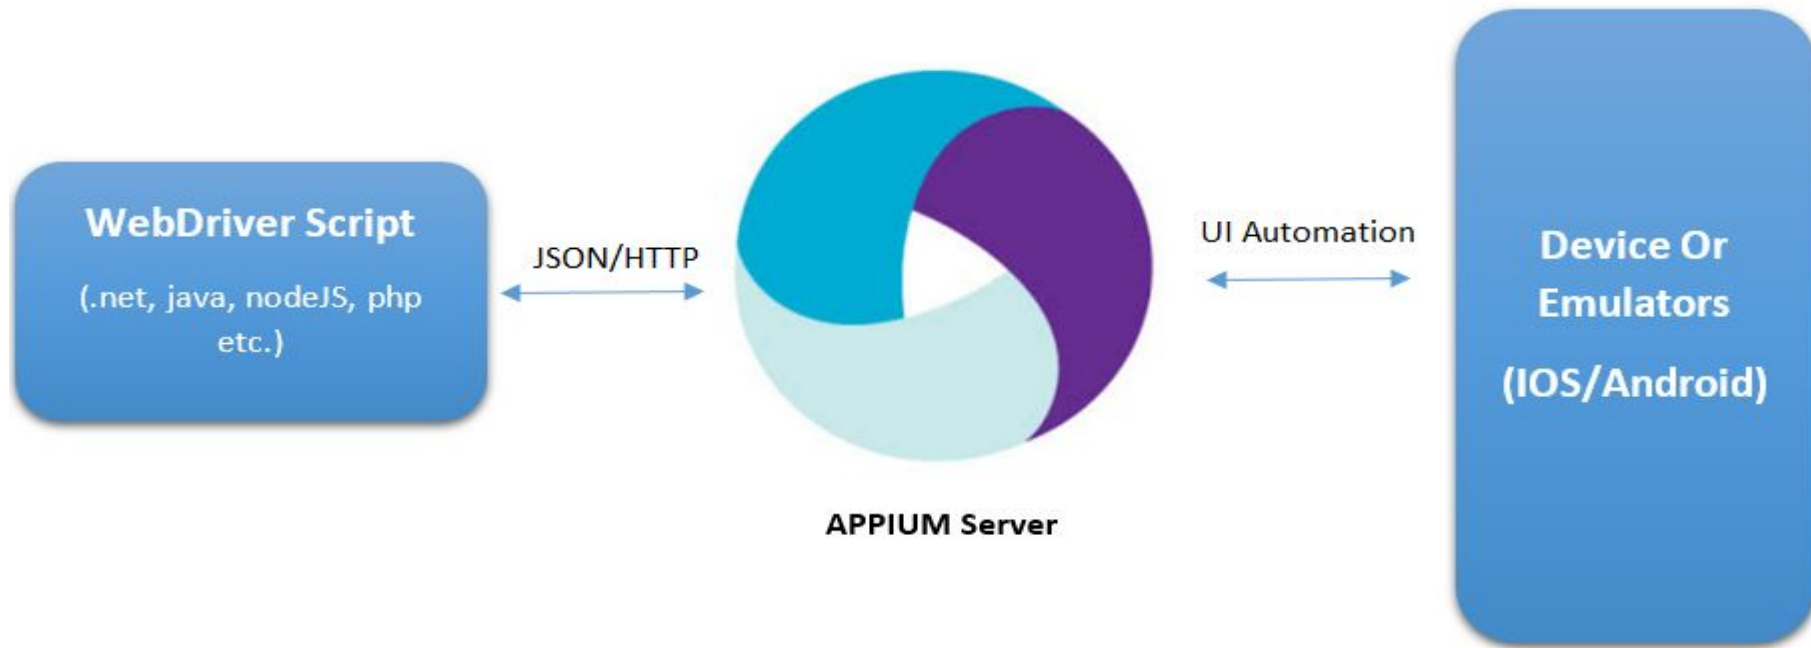 WebDriver Script
(.net, java, nodeJS, php
etc.)
JSON/HTTP
APPIUM Server
UI Automation
Device Or
Emulators
(IOS/Android)